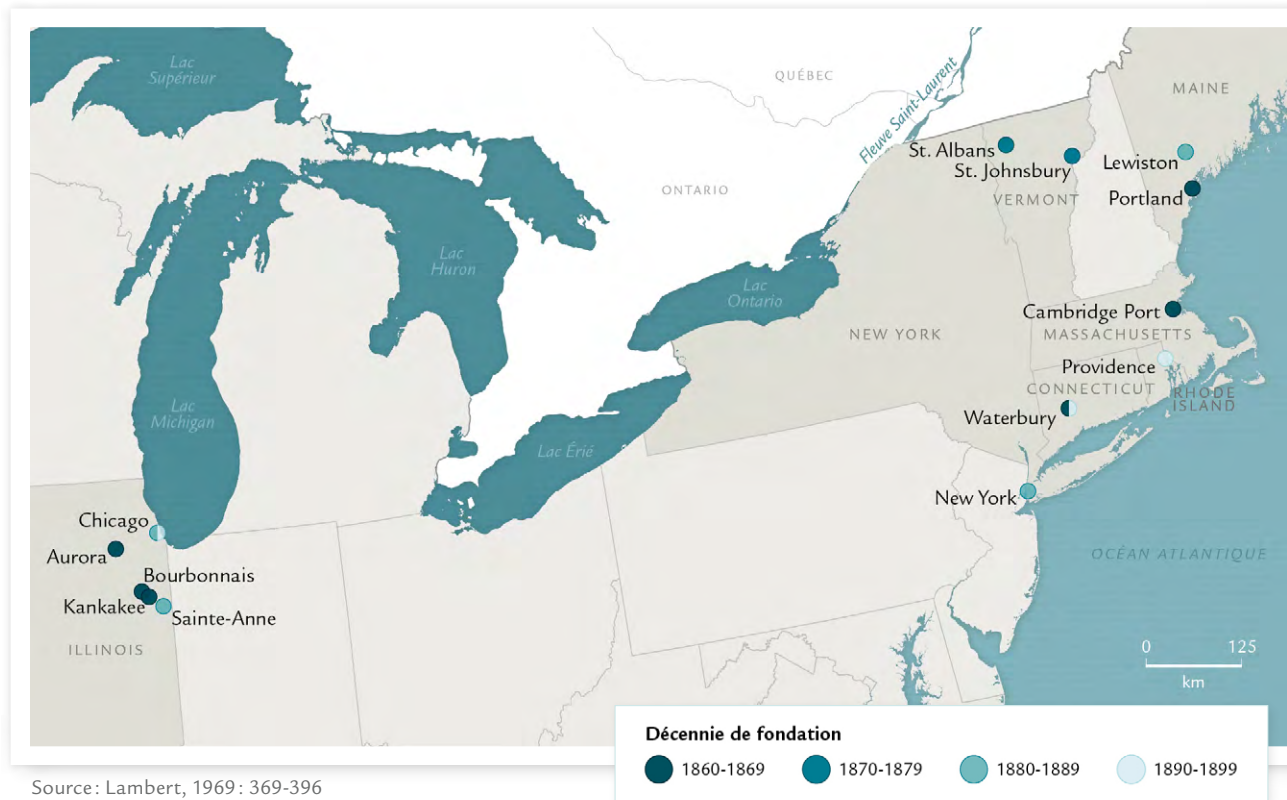 Lac
Supérieur
QUÉBEC
Fleuve Saint-Laurent
MAINE
St. Albans
St. Johnsbury
Lewiston
ONTARIO
VERMONT
Portland
Lac
Huron
Lac
Ontario
Cambridge Port
NEW YORK
MASSACHUSETTS
Providence
CONNECTICUT
RHODE
ISLAND
Lac
Michigan
Waterbury
Lac Érié
New York
Chicago
Aurora
OCÉAN ATLANTIQUE
Bourbonnais
Kankakee
Sainte-Anne
ILLINOIS
0 125
km
Décennie de fondation
1860-1869 1870-1879 1880-1889 1890-1899
Source : Lambert, 1969 : 369-396